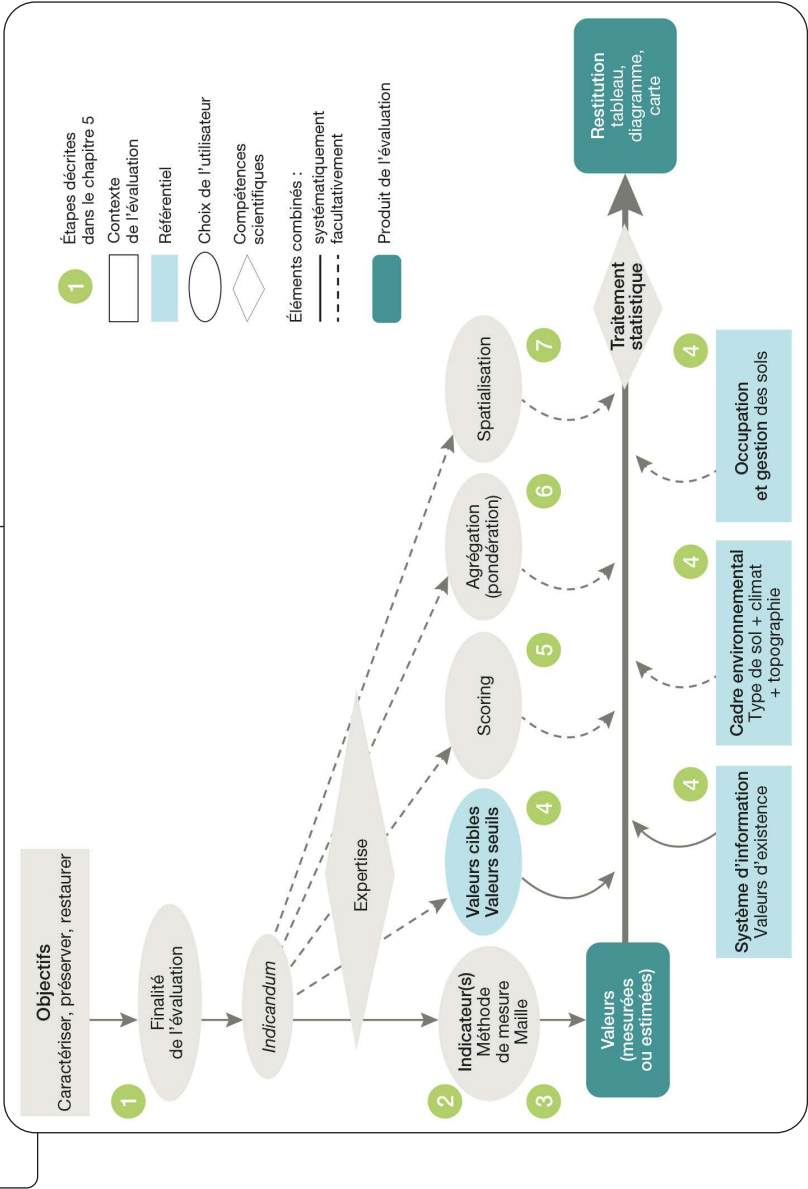 Objectifs
Caractériser, préserver, restaurer
1
Finalité
de l'évaluation
Indicandum
Expertise
2
3
Indicateur(s)
Méthode
de mesure
Maille
Valeurs cibles
Valeurs seuils
4
Scoring
5
Agrégation
(pondération)
6
Spatialisation
7
Valeurs
(mesurées
ou estimées)
Traitement
statistique
Restitution
tableau,
diagramme,
carte
4
Système d'information
Valeurs d'existence
4
Cadre environnemental
Type de sol + climat
+ topographie
4
Occupation
et gestion des sols
1
Étapes décrites
dans le chapitre 5
Contexte
de l'évaluation
Référentiel
Choix de l'utilisateur
Compétences
scientifiques
Éléments combinés :
systématiquement
facultativement
Produit de l'évaluation